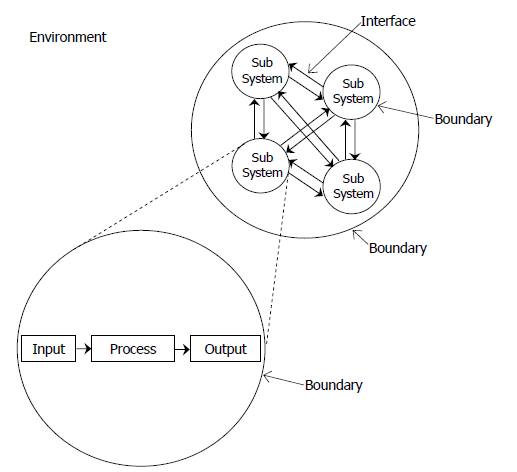 Interface
Environment
Sub
System
Sub
System
Boundary
Sub
System
Sub
System
Boundary
Input
Process
Output
Boundary